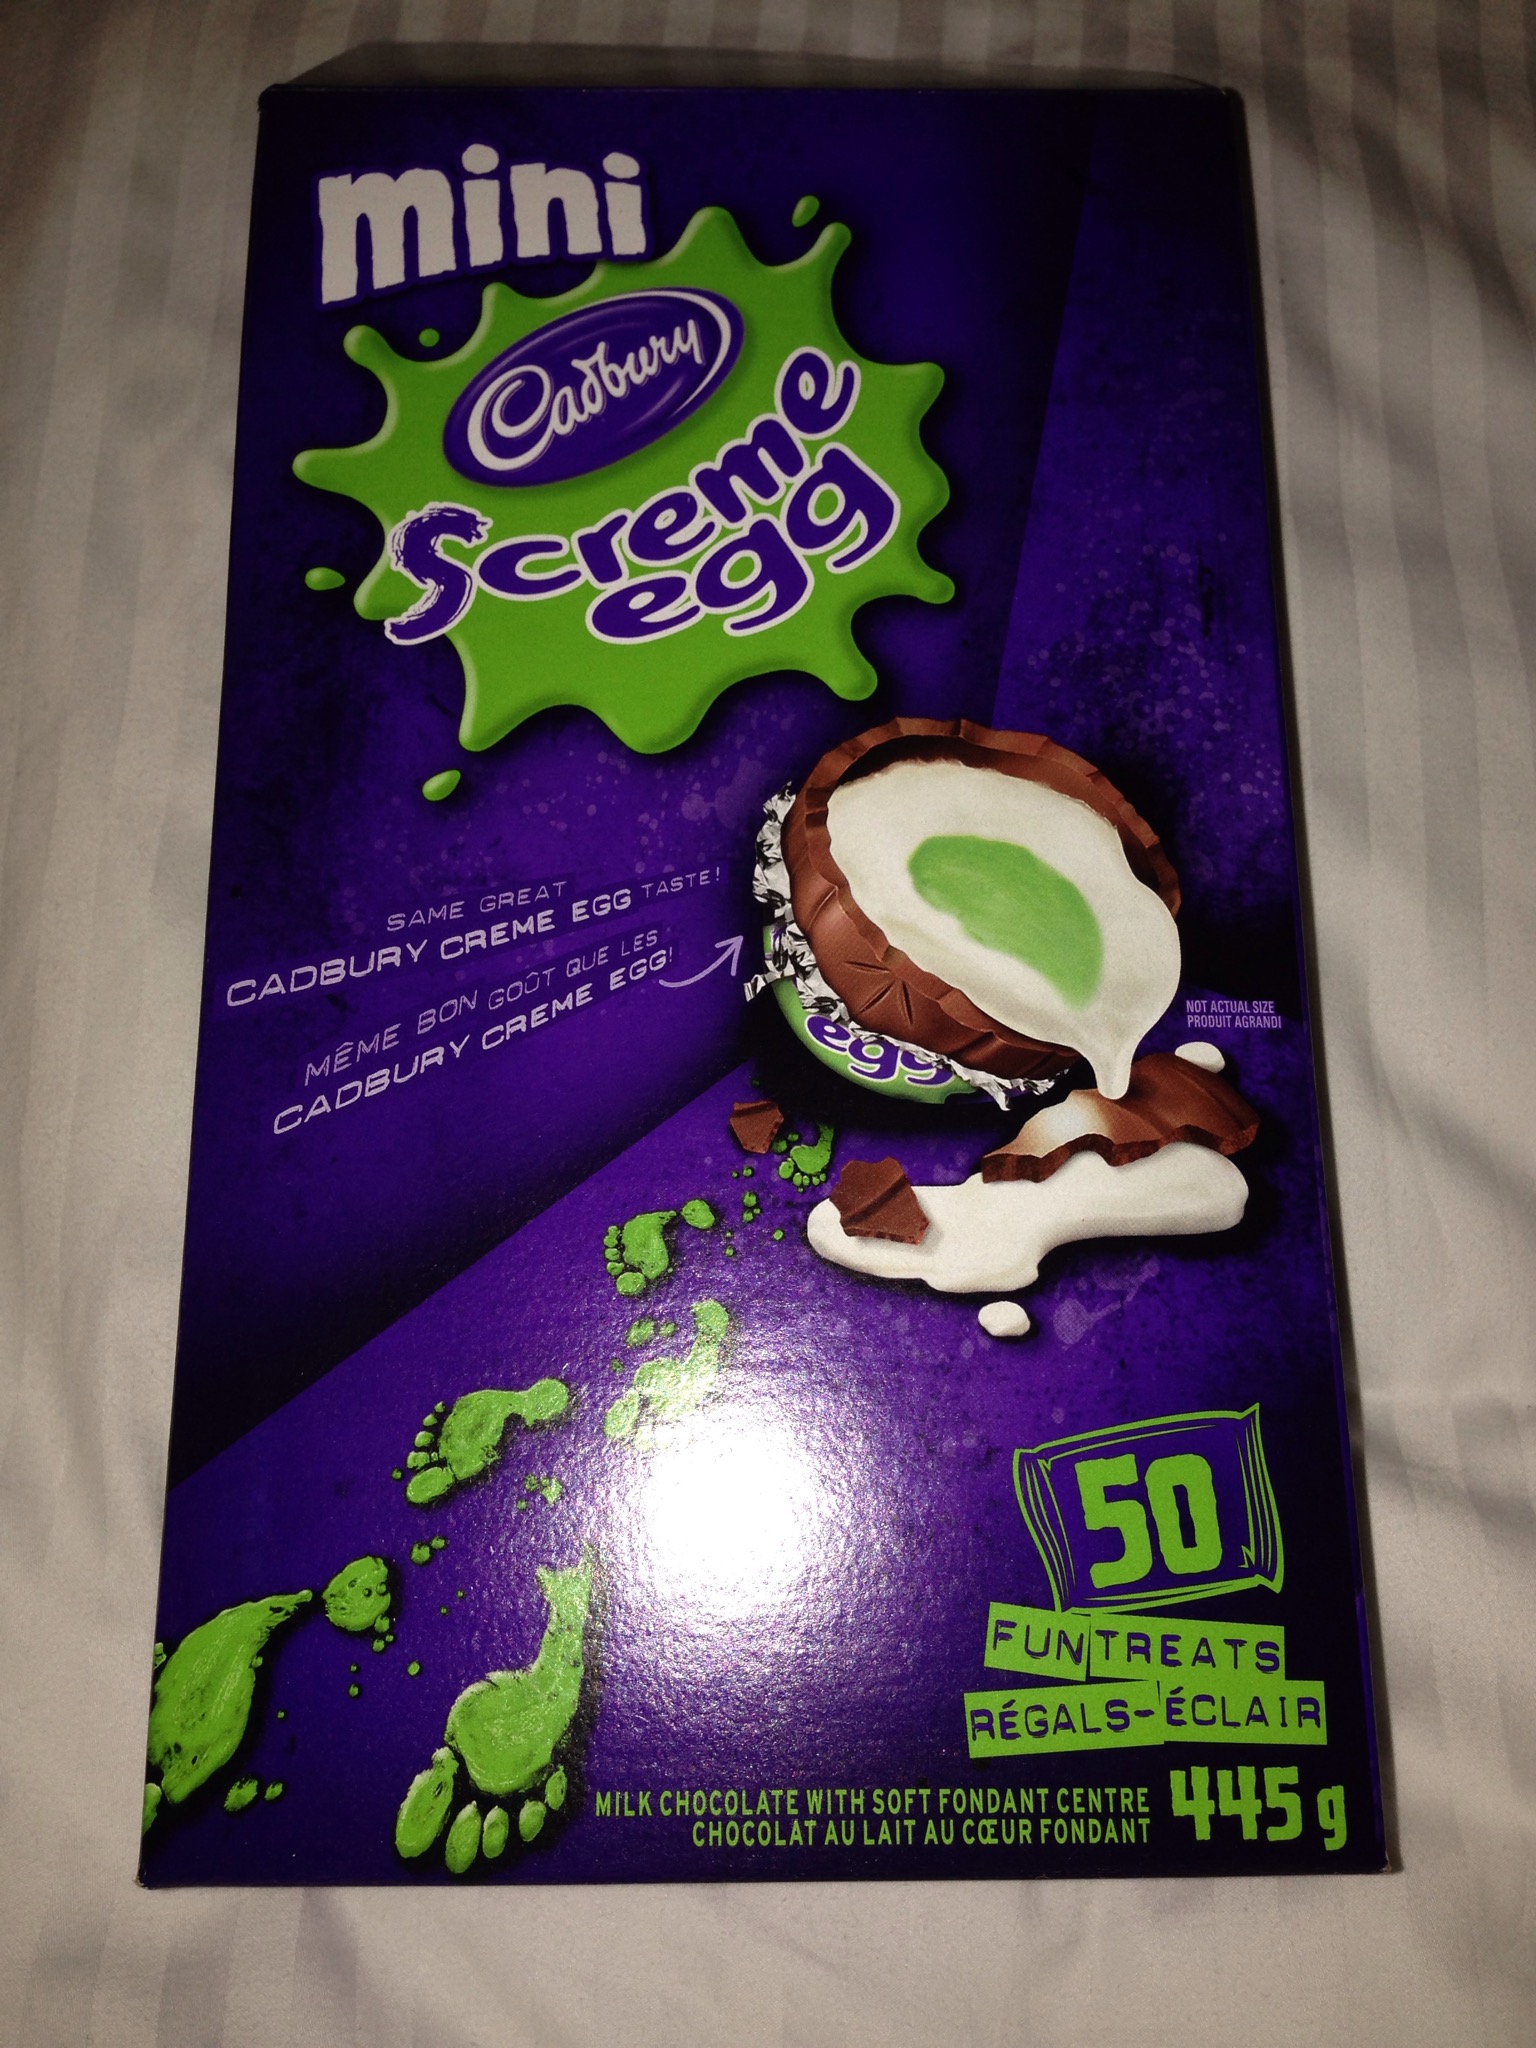 mini
Cadbury
Screme
egg
SAME GREAT
CADBURY CREME EGG TASTE!
MÊME BON GOÛT QUE LES
CADBURY CREME EGG!
egg
NOT ACTUAL SIZE
PRODUIT AGRANDI
50
FUN TREATS
RÉGALS-ÉCLAIR
MILK CHOCOLATE WITH SOFT FONDANT CENTRE
CHOCOLAT AU LAIT AU CŒUR FONDANT
445 g